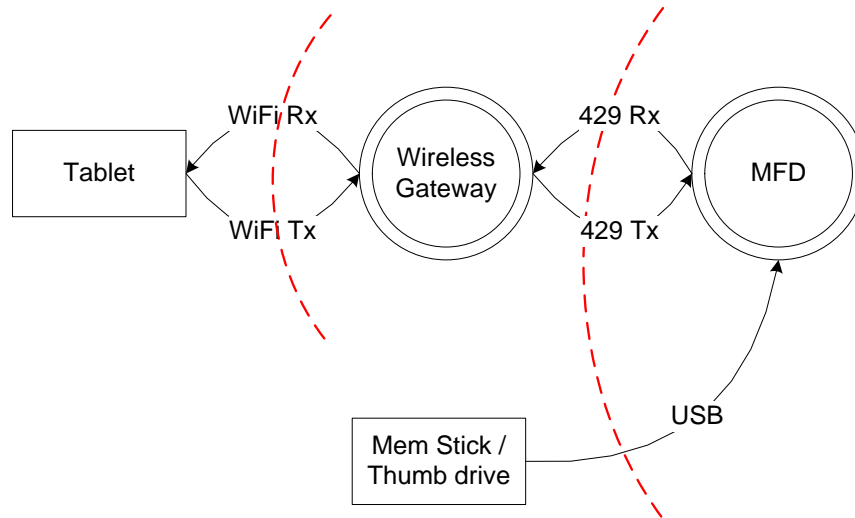 WiFi Rx
429 Rx
Tablet
Wireless
Gateway
MFD
WiFi Tx
429 Tx
USB
Mem Stick /
Thumb drive